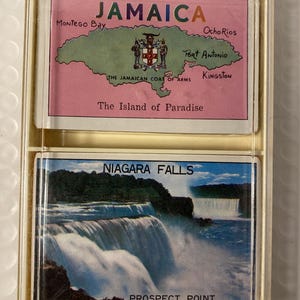 JAMAICA
MONTEGO BAY
OCHO RIOS
PORT ANTONIO
THE JAMAICAN COAT OF ARMS
KINGSTON
The Island of Paradise
NIAGARA FALLS
PROSPECT POINT